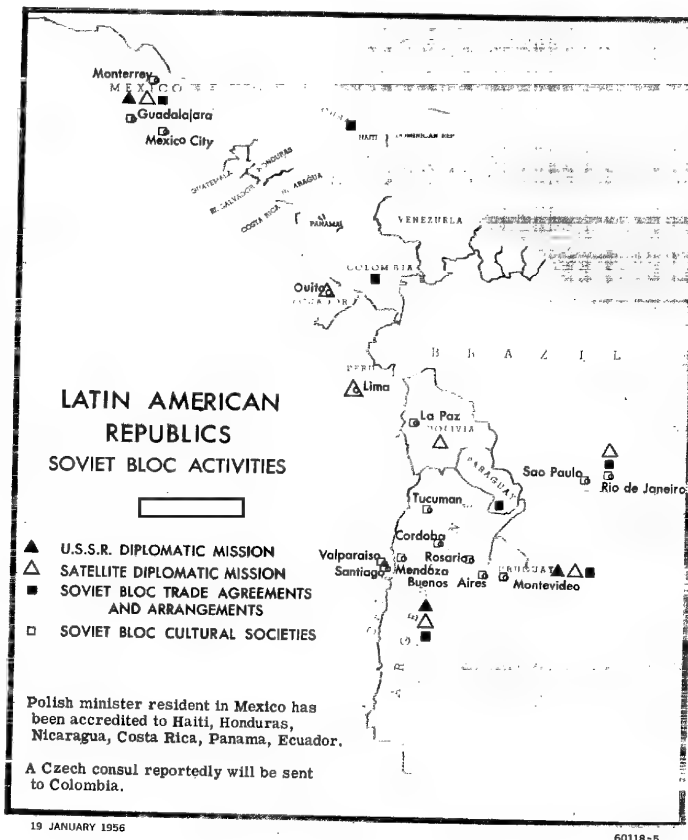 Monterrey
MEXICO
Guadalajara
Mexico City
HAITI
DOMINICAN REP
GUATEMALA
HONDURAS
EL SALVADOR
COSTA RICA
PANAMA
VENEZUELA
COLOMBIA
Quito
ECUADOR
BRAZIL
PERU
Lima
LATIN AMERICAN
REPUBLICS
SOVIET BLOC ACTIVITIES
La Paz
BOLIVIA
PARAGUAY
Sao Paulo
Rio de Janeiro
Tucuman
Cordoba
Rosario
Valparaiso
Santiago
Mendoza
Buenos Aires
URUGUAY
Montevideo
U.S.S.R. DIPLOMATIC MISSION
SATELLITE DIPLOMATIC MISSION
SOVIET BLOC TRADE AGREEMENTS
AND ARRANGEMENTS
SOVIET BLOC CULTURAL SOCIETIES
Polish minister resident in Mexico has
been accredited to Haiti, Honduras,
Nicaragua, Costa Rica, Panama, Ecuador.
A Czech consul reportedly will be sent
to Colombia.
19 JANUARY 1956
60118-5